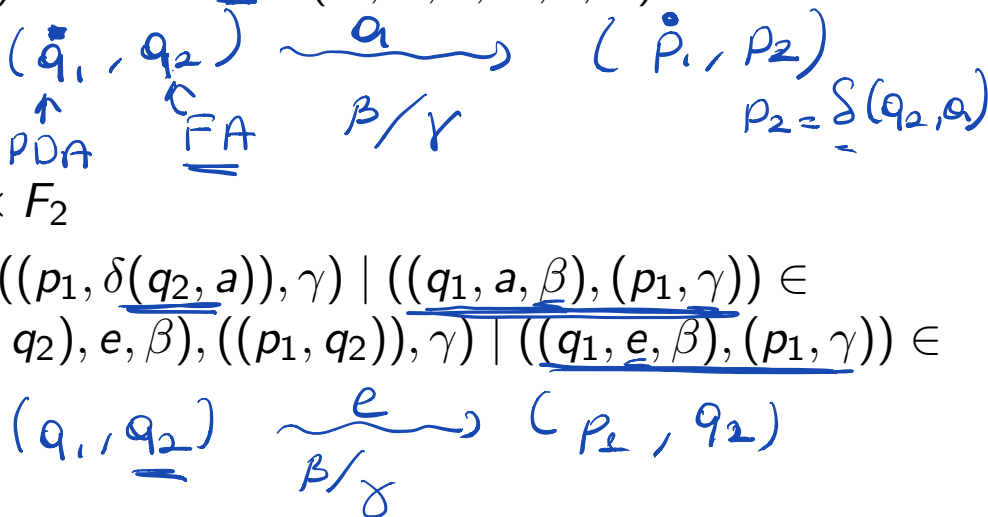 (q₁, q₂) a (p₁, p₂)
PDA FA β/γ p₂ = δ(q₂, a)
F₂
((p₁, δ(q₂, a)), γ) | ((q₁, a, β), (p₁, γ)) ∈
q₂), e, β), ((p₁, q₂)), γ) | ((q₁, e, β), (p₁, γ)) ∈
(q₁, q₂) e (p₁, q₂)
β/γ